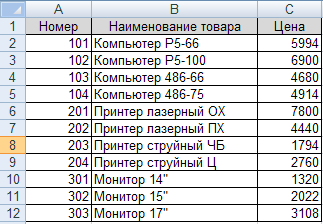 A B C
1 Номер Наименование товара Цена
2 101 Компьютер P5-66 5994
3 102 Компьютер P5-100 6900
4 103 Компьютер 486-66 4680
5 104 Компьютер 486-75 4914
6 201 Принтер лазерный ОХ 7800
7 202 Принтер лазерный ПХ 4440
8 203 Принтер струйный ЧБ 1794
9 204 Принтер струйный Ц 2760
10 301 Монитор 14"  1320
11 302 Монитор 15" 2022
12 303 Монитор 17" 3108